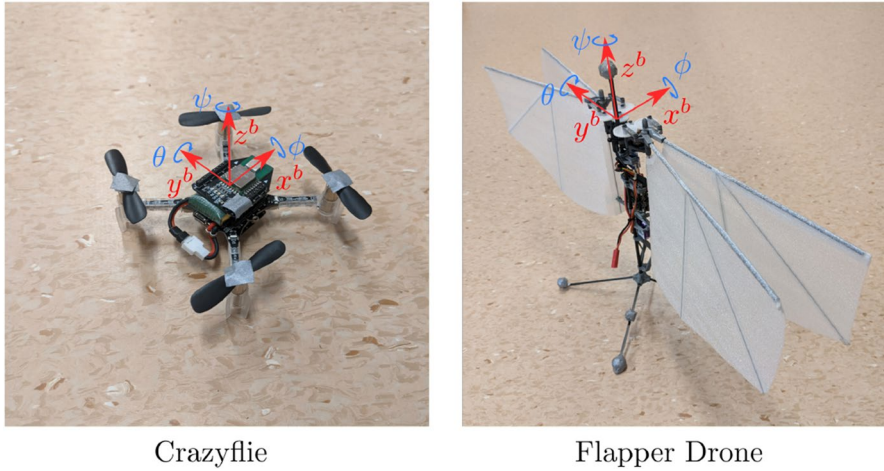 ψ
z^b
θ
ϕ
y^b
x^b
ψ
z^b
ϕ
θ
y^b
x^b
Crazyflie
Flapper Drone